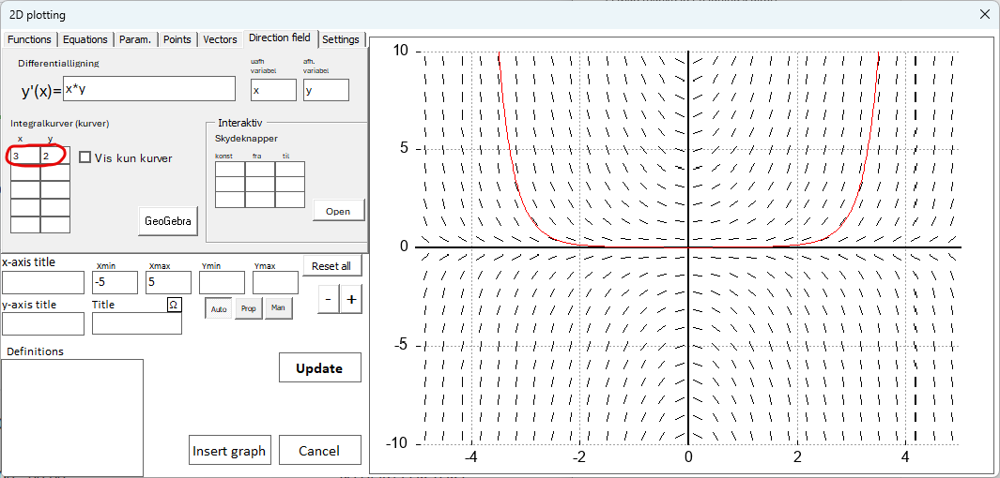 2D plotting
Functions Equations Param. Points Vectors Direction field Settings
Differentialligning
uafh variabel
afh. variabel
y'(x)= x*y
x
y
Integralkurver (kurver)
x y
3 2
Vis kun kurver
GeoGebra
Interaktiv
Skydeknapper
konst fra til
Open
x-axis title
Xmin Xmax Ymin Ymax
-5 5
Reset all
y-axis title
Title
Ω
Auto Prop Man
- +
Definitions
Update
Insert graph
Cancel
10
5
0
-5
-10
-4 -2 0 2 4